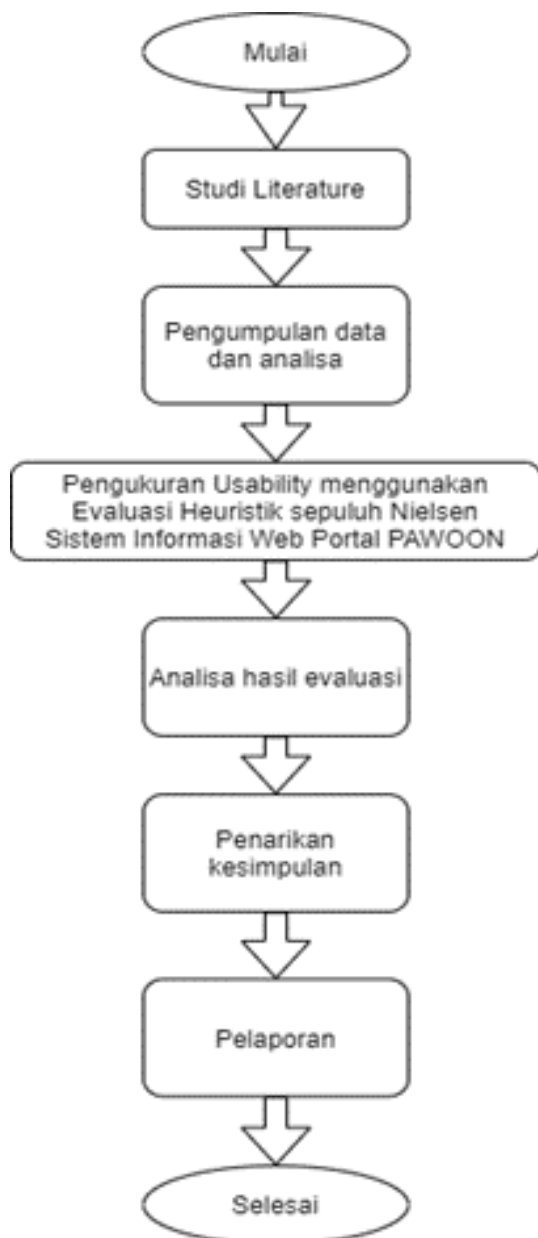 Mulai
Studi Literature
Pengumpulan data
dan analisa
Pengukuran Usability menggunakan
Evaluasi Heuristik sepuluh Nielsen
Sistem Informasi Web Portal PAWOON
Analisa hasil evaluasi
Penarikan
kesimpulan
Pelaporan
Selesai